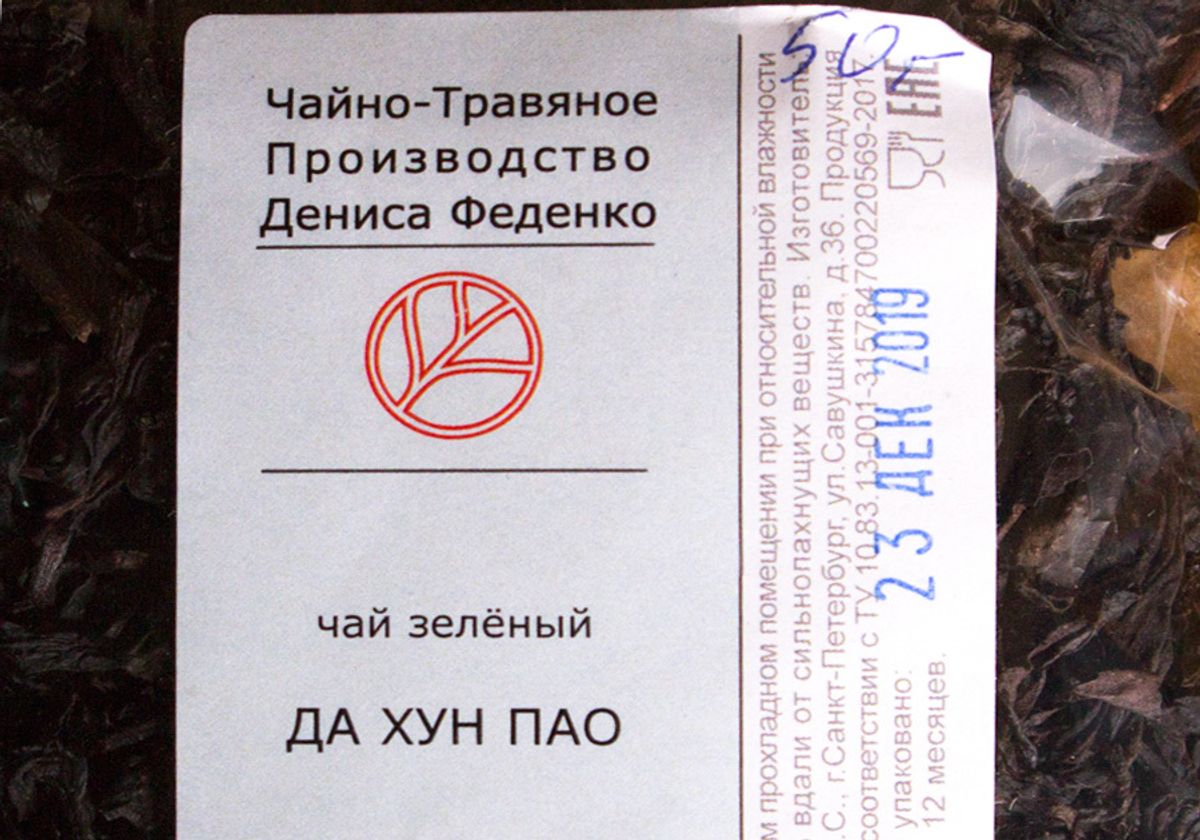 Чайно-Травяное
Производство
Дениса Феденко
чай зелёный
ДА ХУН ПАО
50,-
прохладном помещении при относительной влажности
вдали от сильнопахнущих веществ. Изготовитель
.С., г.Санкт-Петербург, ул.Савушкина, д.36. Продукция
соответствии с ТУ 10.83.13-001-315784700220569-2017.
упаковано:
12 месяцев.
23 ДЕК 2019
EAC